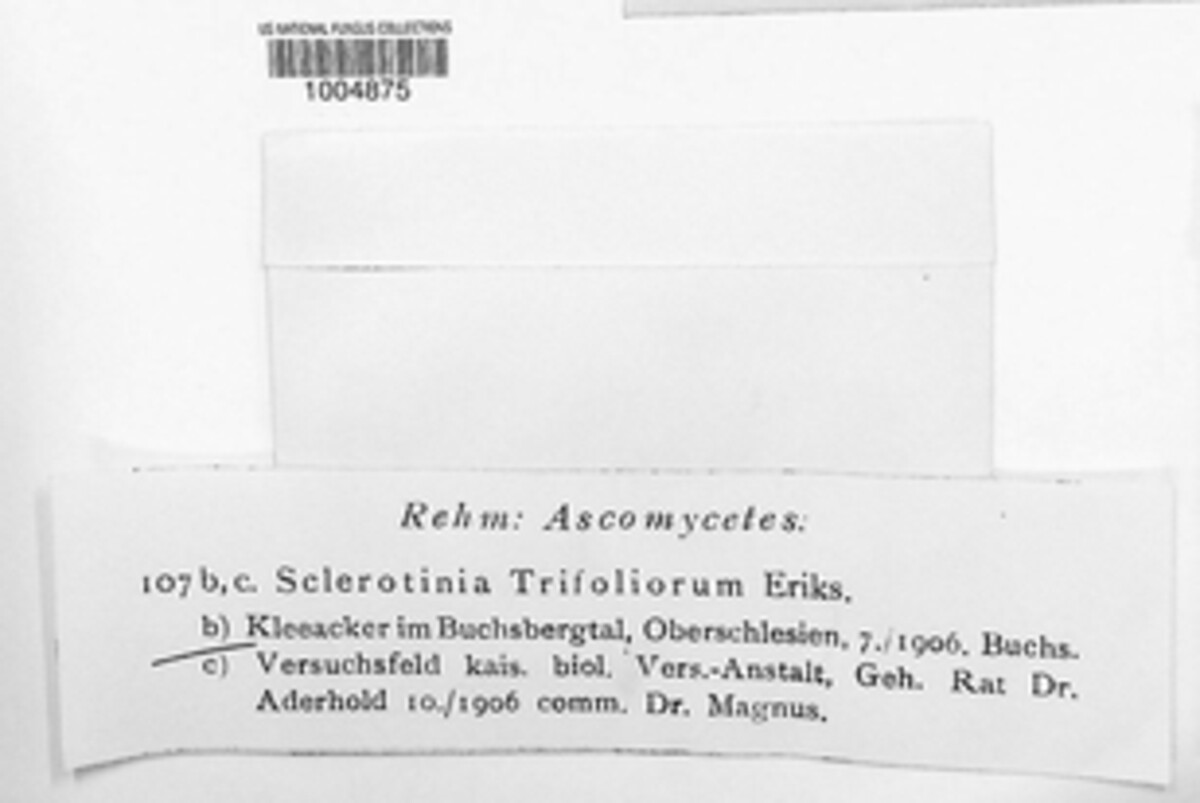 US NATIONAL FUNGUS COLLECTIONS
1004875
Rehm: Ascomycetes:
107 b, c. Sclerotinia Trifoliorum Eriks.
b) Kleeacker im Buchsbergtal, Oberschlesien, 7./1906. Buchs.
c) Versuchsfeld kais. biol. Vers.-Anstalt, Geh. Rat Dr.
Aderhold 10./1906 comm. Dr. Magnus.